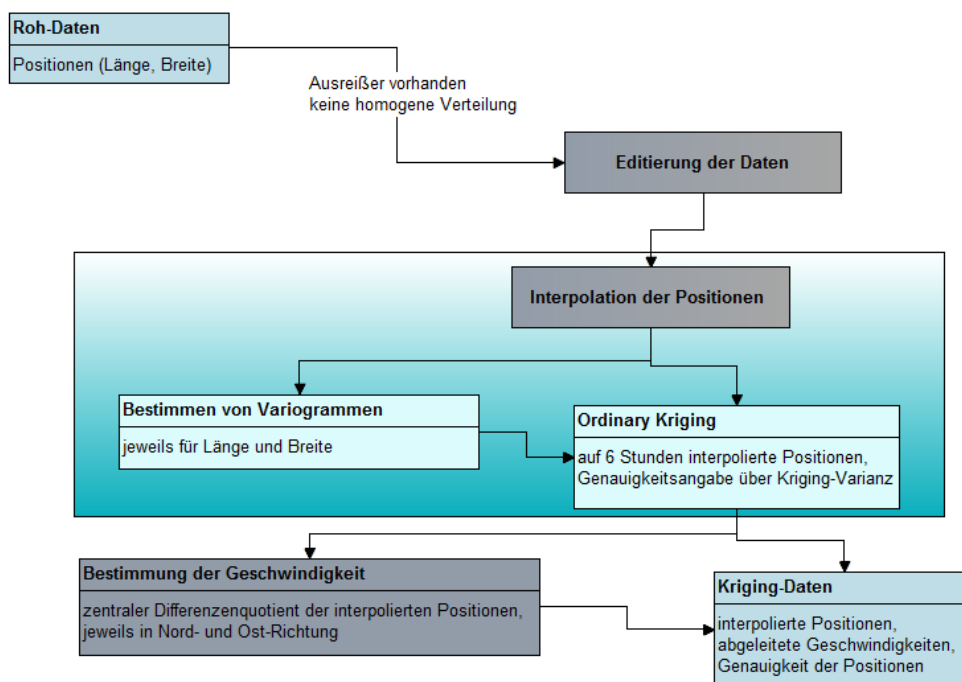 Roh-Daten
Positionen (Länge, Breite)
Ausreißer vorhanden
keine homogene Verteilung
Editierung der Daten
Interpolation der Positionen
Bestimmen von Variogrammen
jeweils für Länge und Breite
Ordinary Kriging
auf 6 Stunden interpolierte Positionen,
Genauigkeitsangabe über Kriging-Varianz
Bestimmung der Geschwindigkeit
zentraler Differenzenquotient der interpolierten Positionen,
jeweils in Nord- und Ost-Richtung
Kriging-Daten
interpolierte Positionen,
abgeleitete Geschwindigkeiten,
Genauigkeit der Positionen